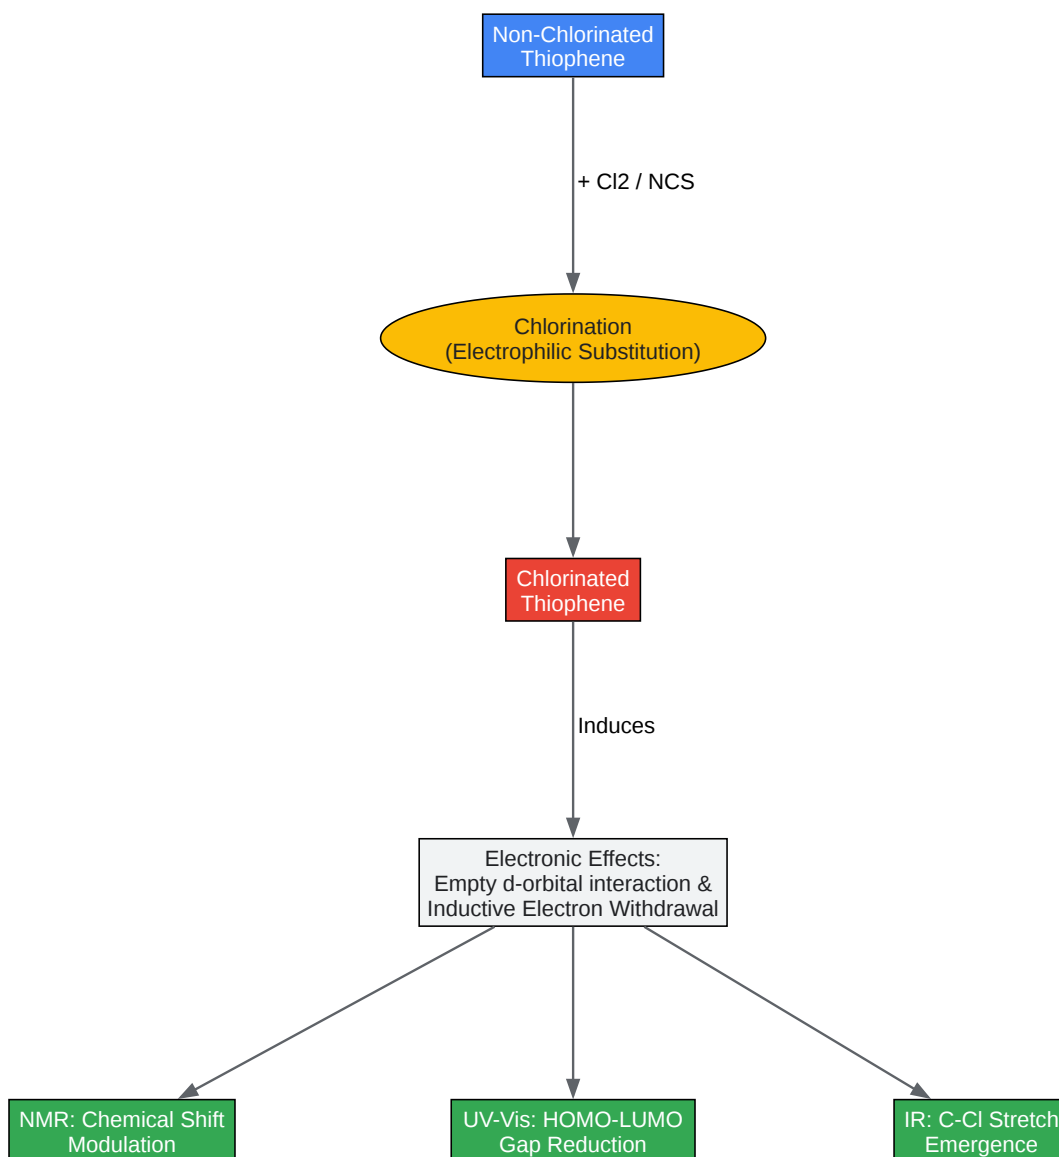 Non-Chlorinated
Thiophene
+ Cl2 / NCS
Chlorination
(Electrophilic Substitution)
Chlorinated
Thiophene
Induces
Electronic Effects:
Empty d-orbital interaction &
Inductive Electron Withdrawal
NMR: Chemical Shift
Modulation
UV-Vis: HOMO-LUMO
Gap Reduction
IR: C-Cl Stretch
Emergence